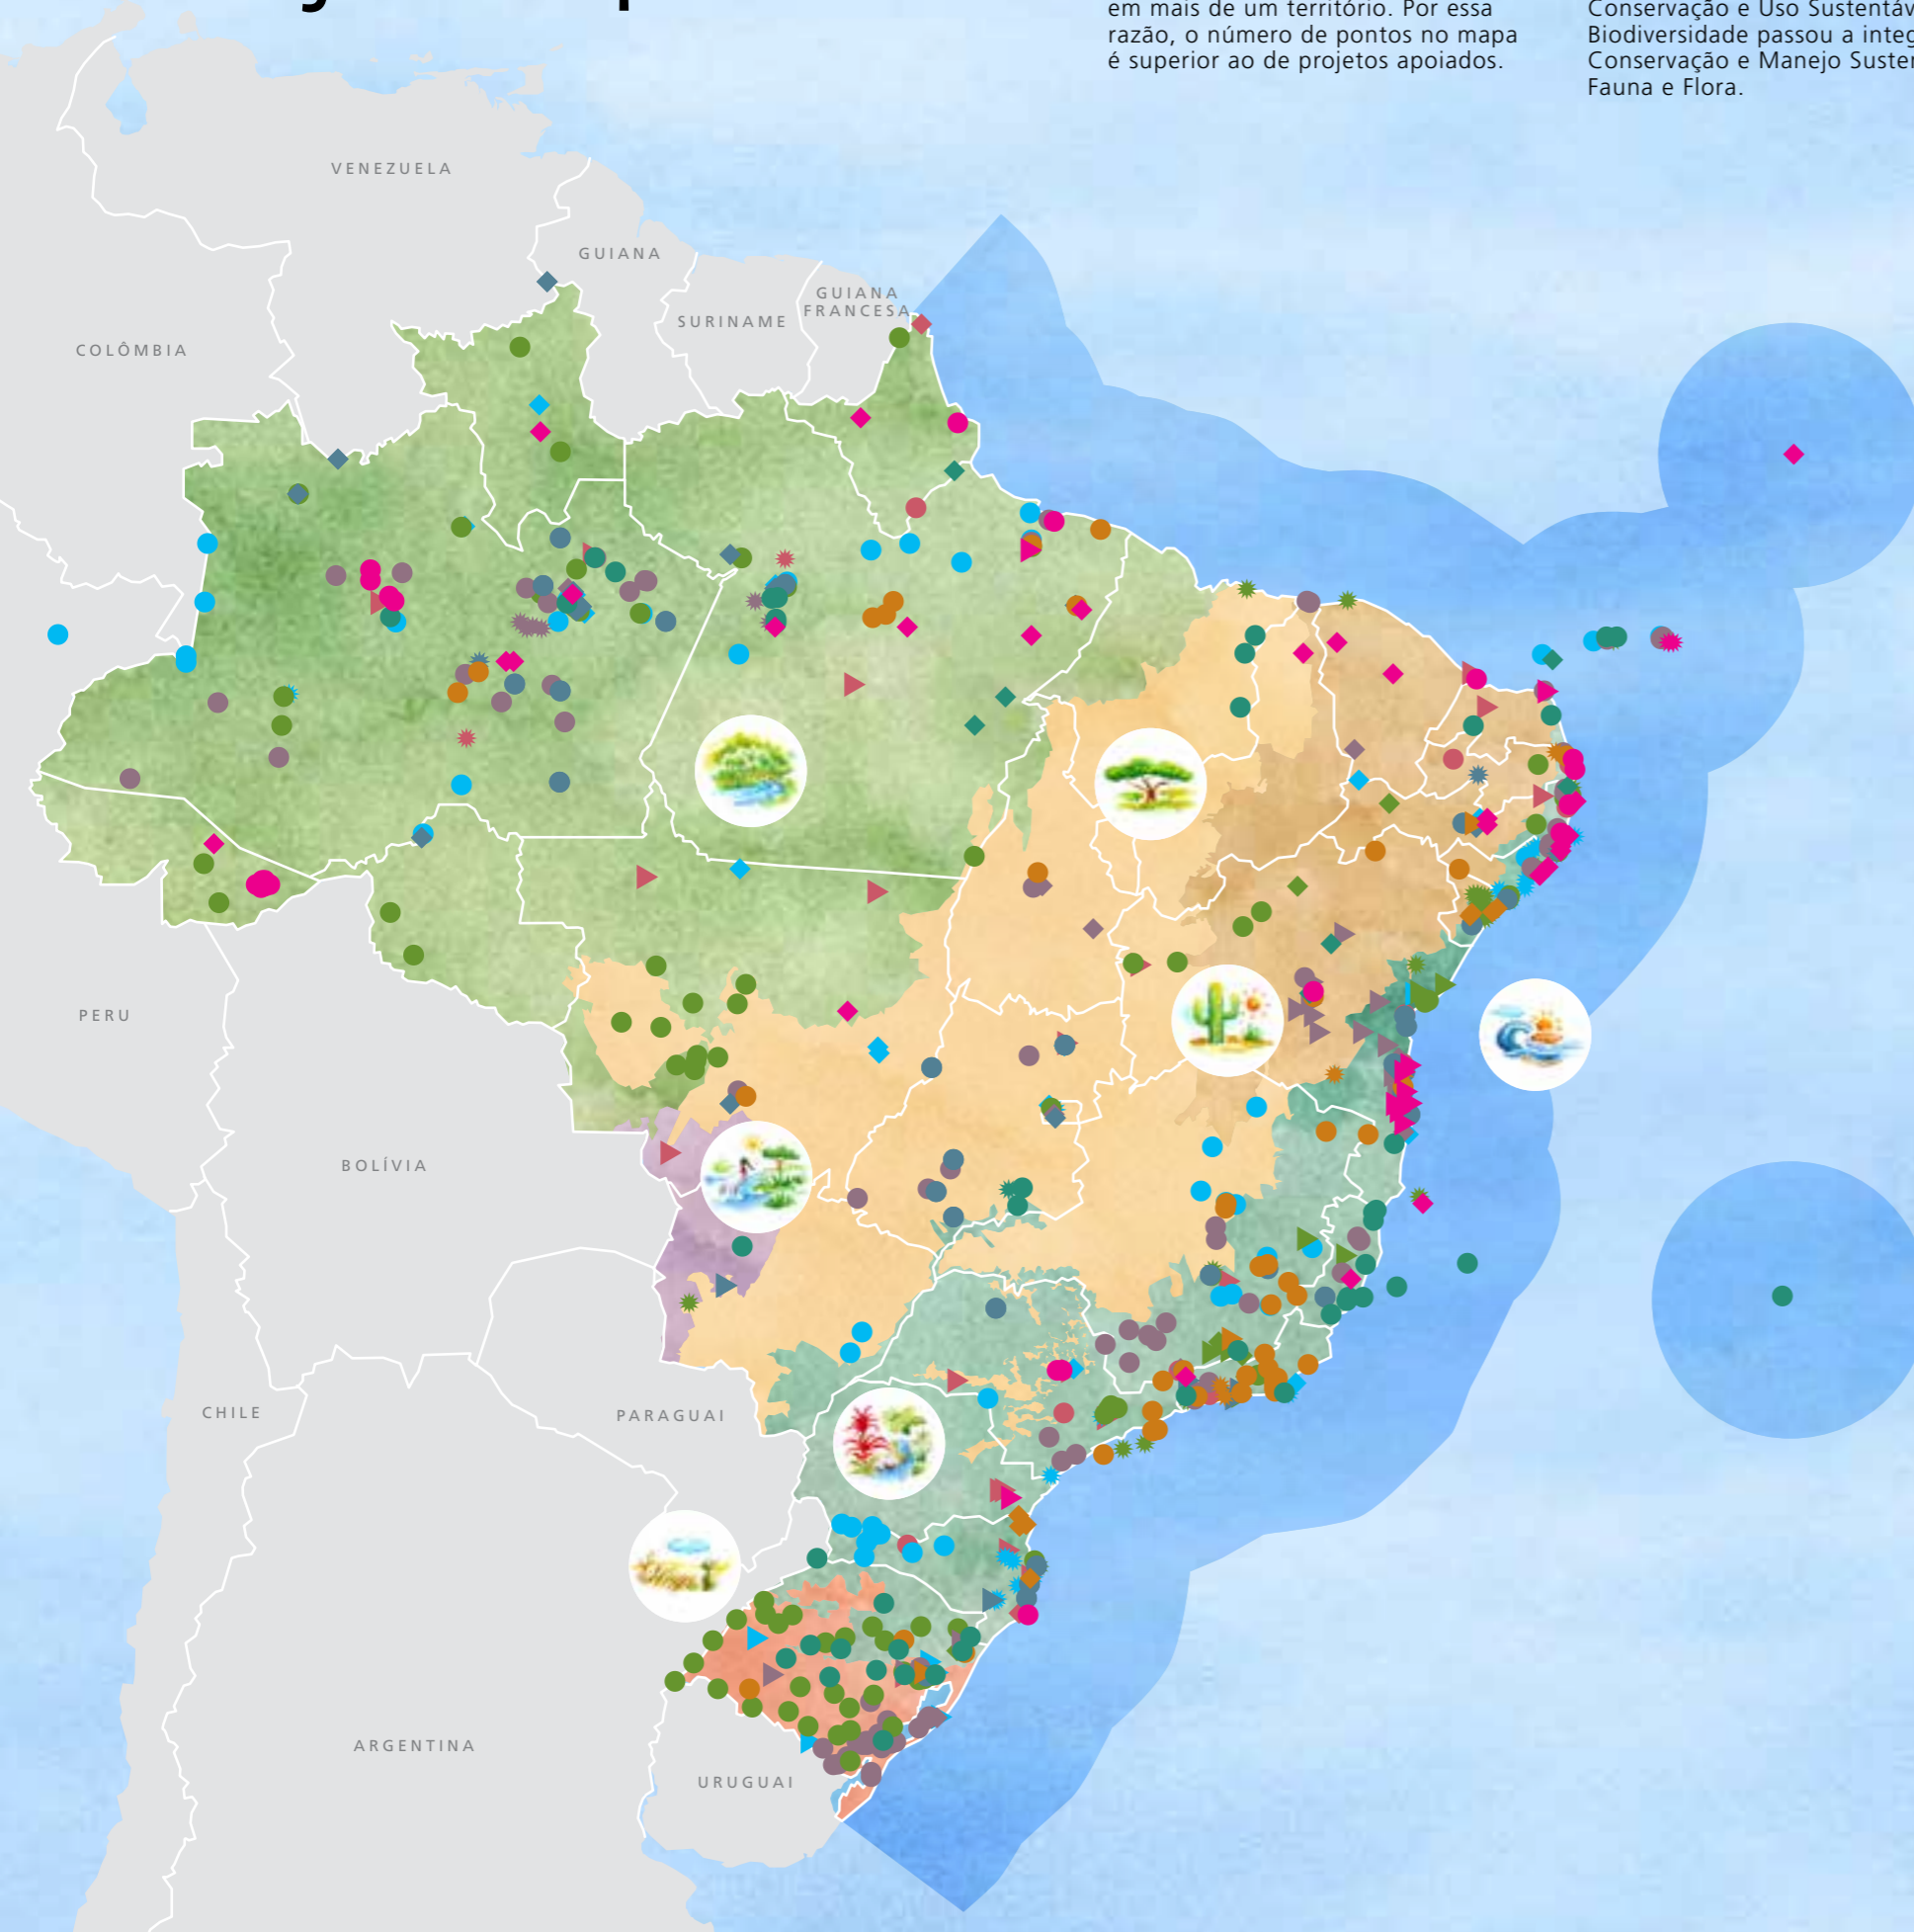 em mais de um território. Por essa
razão, o número de pontos no mapa
é superior ao de projetos apoiados.
Conservação e Uso Sustentáv
Biodiversidade passou a integ
Conservação e Manejo Susten
Fauna e Flora.
VENEZUELA
GUIANA
GUIANA
FRANCESA
SURINAME
COLÔMBIA
PERU
BOLÍVIA
CHILE
PARAGUAI
ARGENTINA
URUGUAI